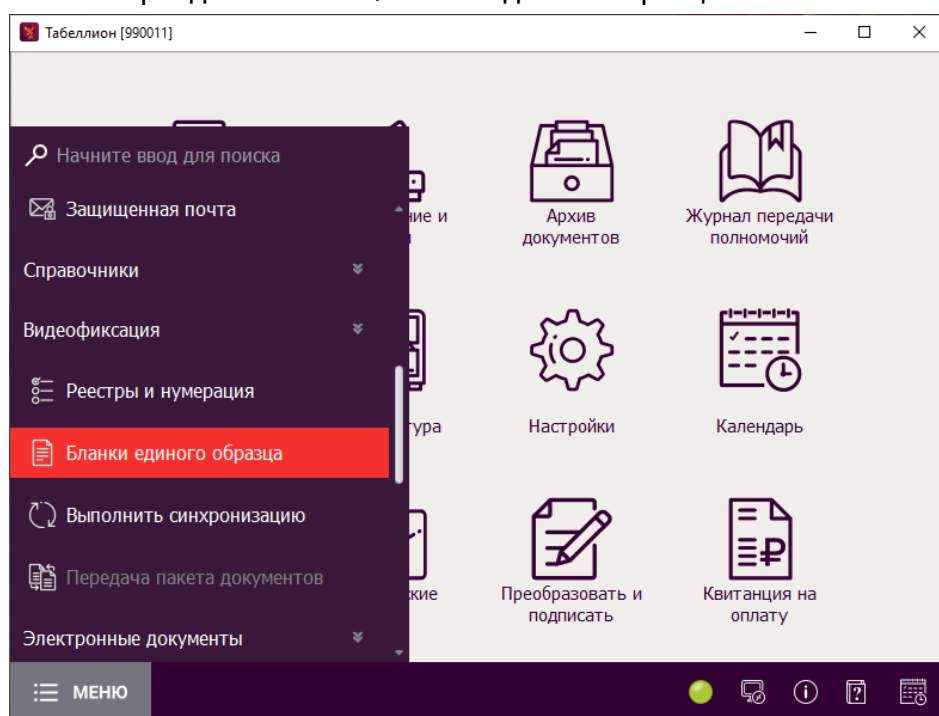 Табеллион [990011]
Начните ввод для поиска
Защищенная почта
Справочники
Видеофиксация
Реестры и нумерация
Бланки единого образца
Выполнить синхронизацию
Передача пакета документов
Электронные документы
МЕНЮ
и
Архив
документов
Журнал передачи
полномочий
Настройки
Календарь
Преобразовать и
подписать
Квитанция на
оплату